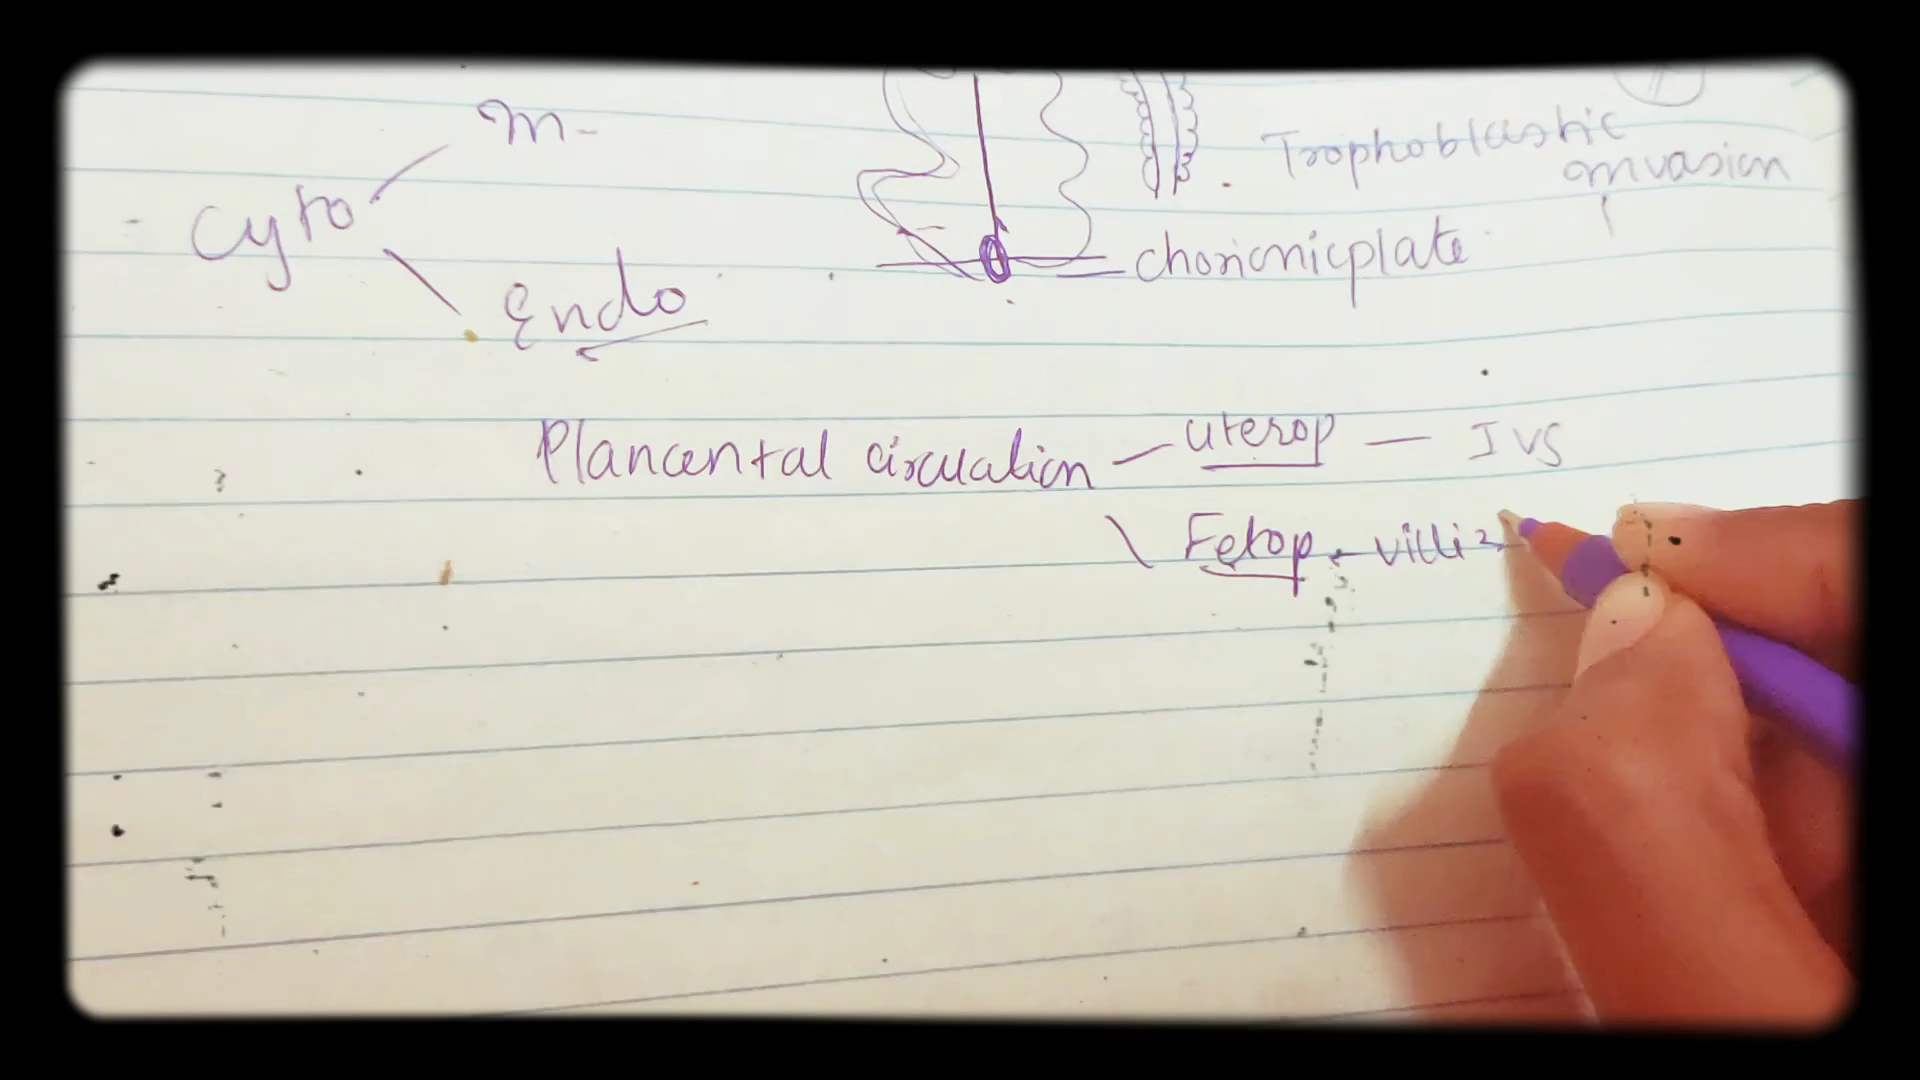 m-
Trophoblastic
invasion
Cyto
chorionicplate
Endo
Plancental circulation - uterop - IVS
Fetop - villi